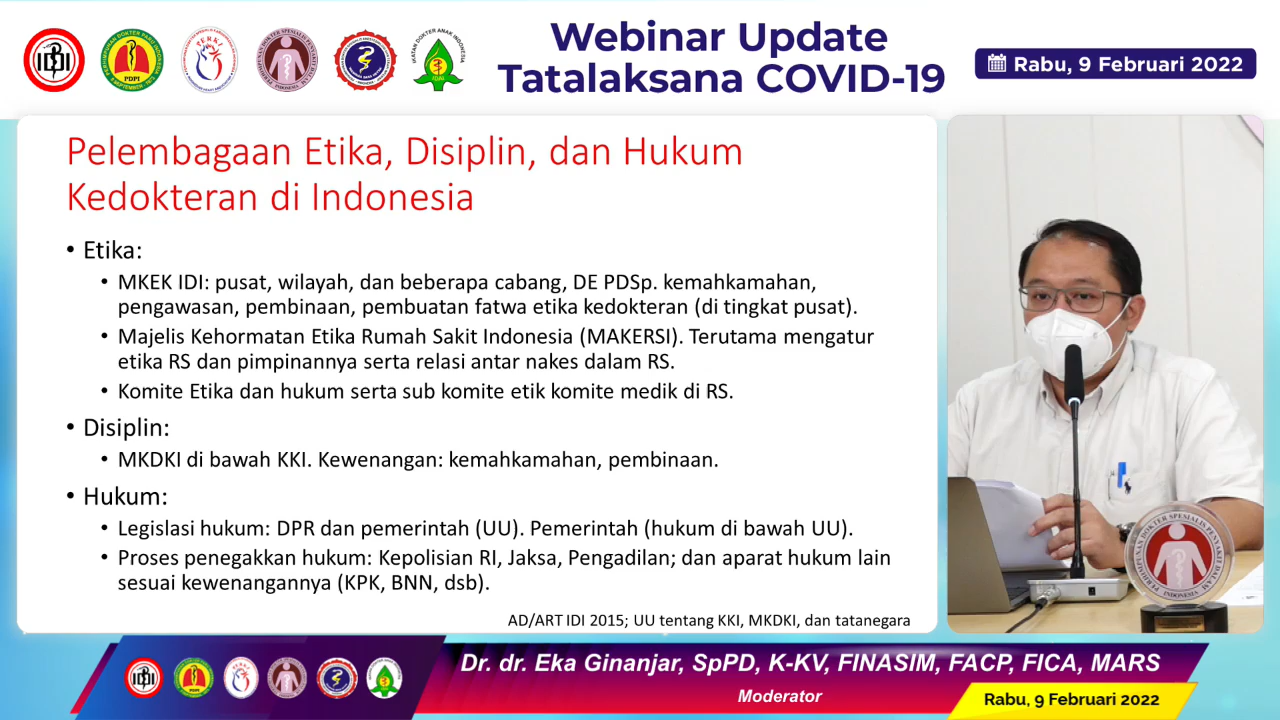 Webinar Update
Tatalaksana COVID-19
Rabu, 9 Februari 2022
Pelembagaan Etika, Disiplin, dan Hukum
Kedokteran di Indonesia
• Etika:
• MKEK IDI: pusat, wilayah, dan beberapa cabang, DE PDSp. kemahkamahan,
pengawasan, pembinaan, pembuatan fatwa etika kedokteran (di tingkat pusat).
• Majelis Kehormatan Etika Rumah Sakit Indonesia (MAKERSI). Terutama mengatur
etika RS dan pimpinannya serta relasi antar nakes dalam RS.
• Komite Etika dan hukum serta sub komite etik komite medik di RS.
• Disiplin:
• MKDKI di bawah KKI. Kewenangan: kemahkamahan, pembinaan.
• Hukum:
• Legislasi hukum: DPR dan pemerintah (UU). Pemerintah (hukum di bawah UU).
• Proses penegakkan hukum: Kepolisian RI, Jaksa, Pengadilan; dan aparat hukum lain
sesuai kewenangannya (KPK, BNN, dsb).
AD/ART IDI 2015; UU tentang KKI, MKDKI, dan tatanegara
PERHIMPUNAN DOKTER SPESIALIS PENYAKIT DALAM
INDONESIA
Dr. dr. Eka Ginanjar, SpPD, K-KV, FINASIM, FACP, FICA, MARS
Moderator
Rabu, 9 Februari 2022